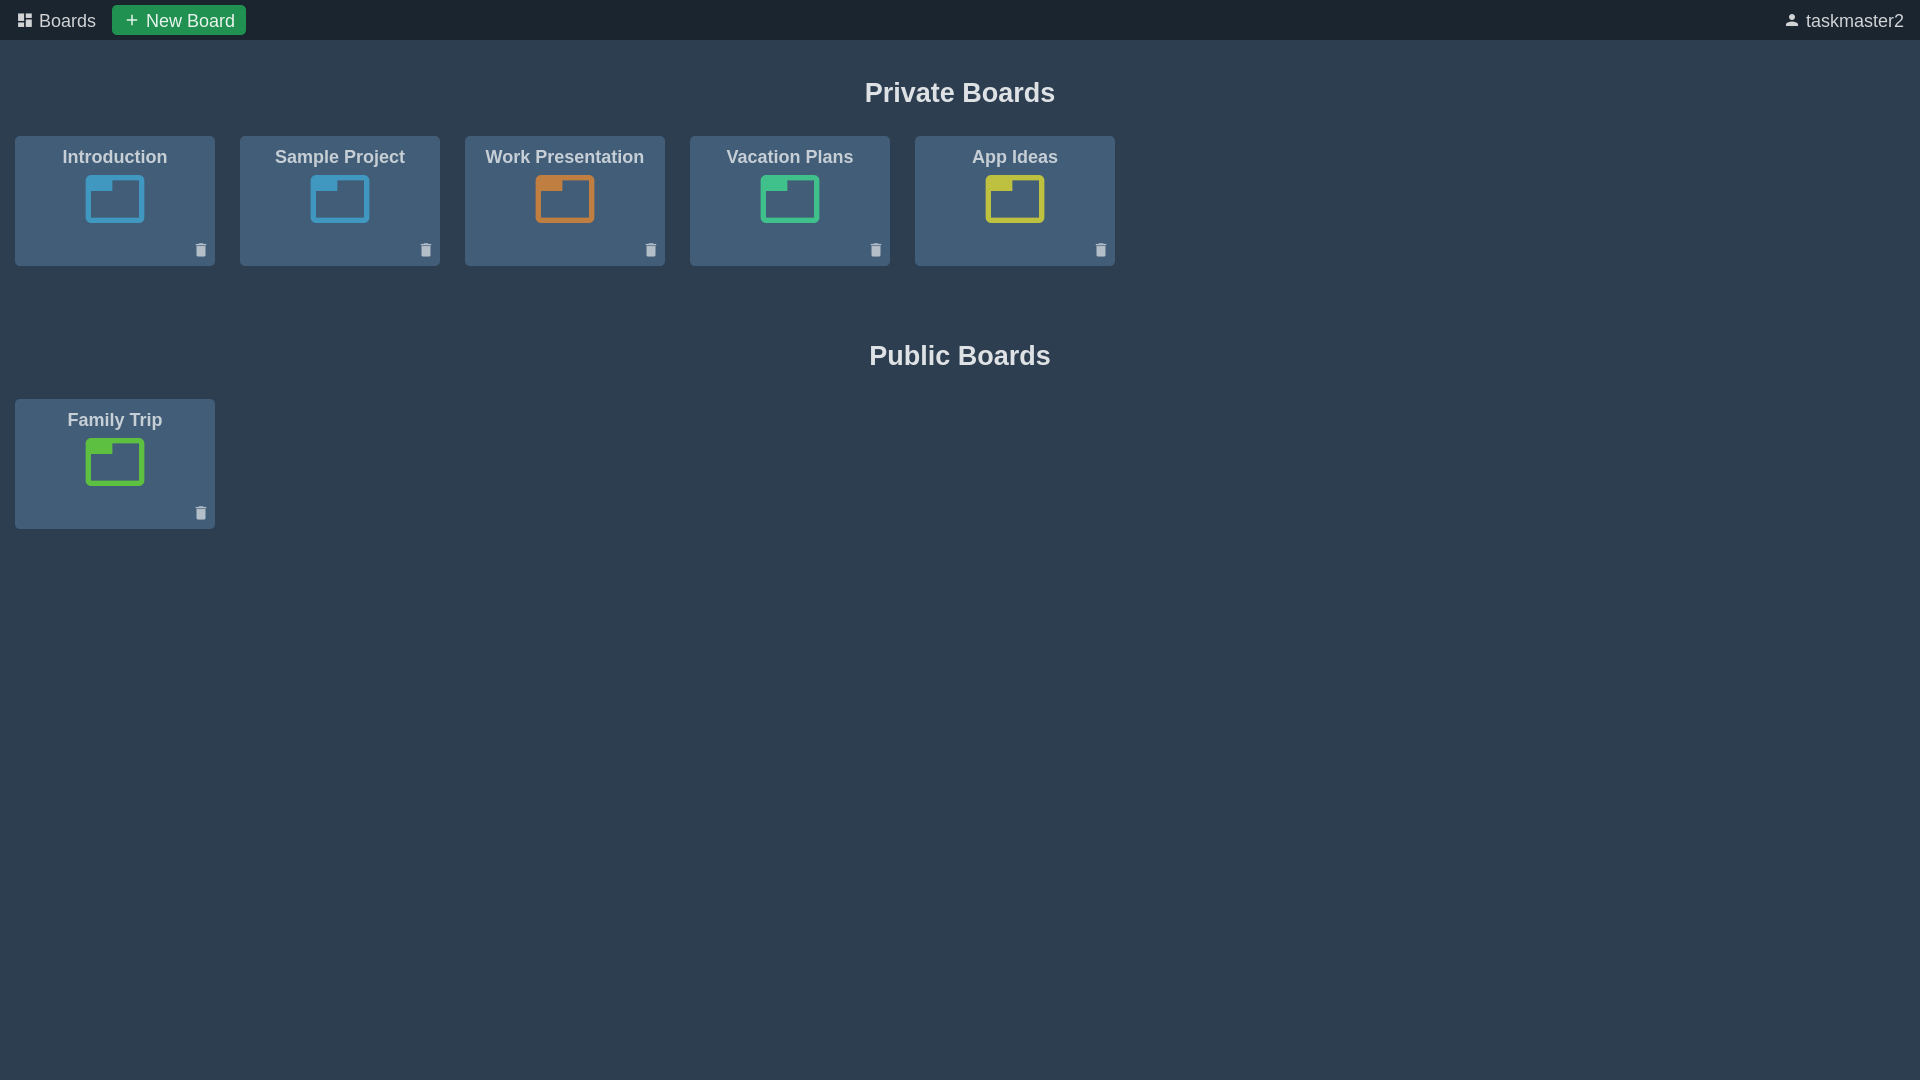 Boards
New Board
taskmaster2
Private Boards
Introduction
Sample Project
Work Presentation
Vacation Plans
App Ideas
Public Boards
Family Trip